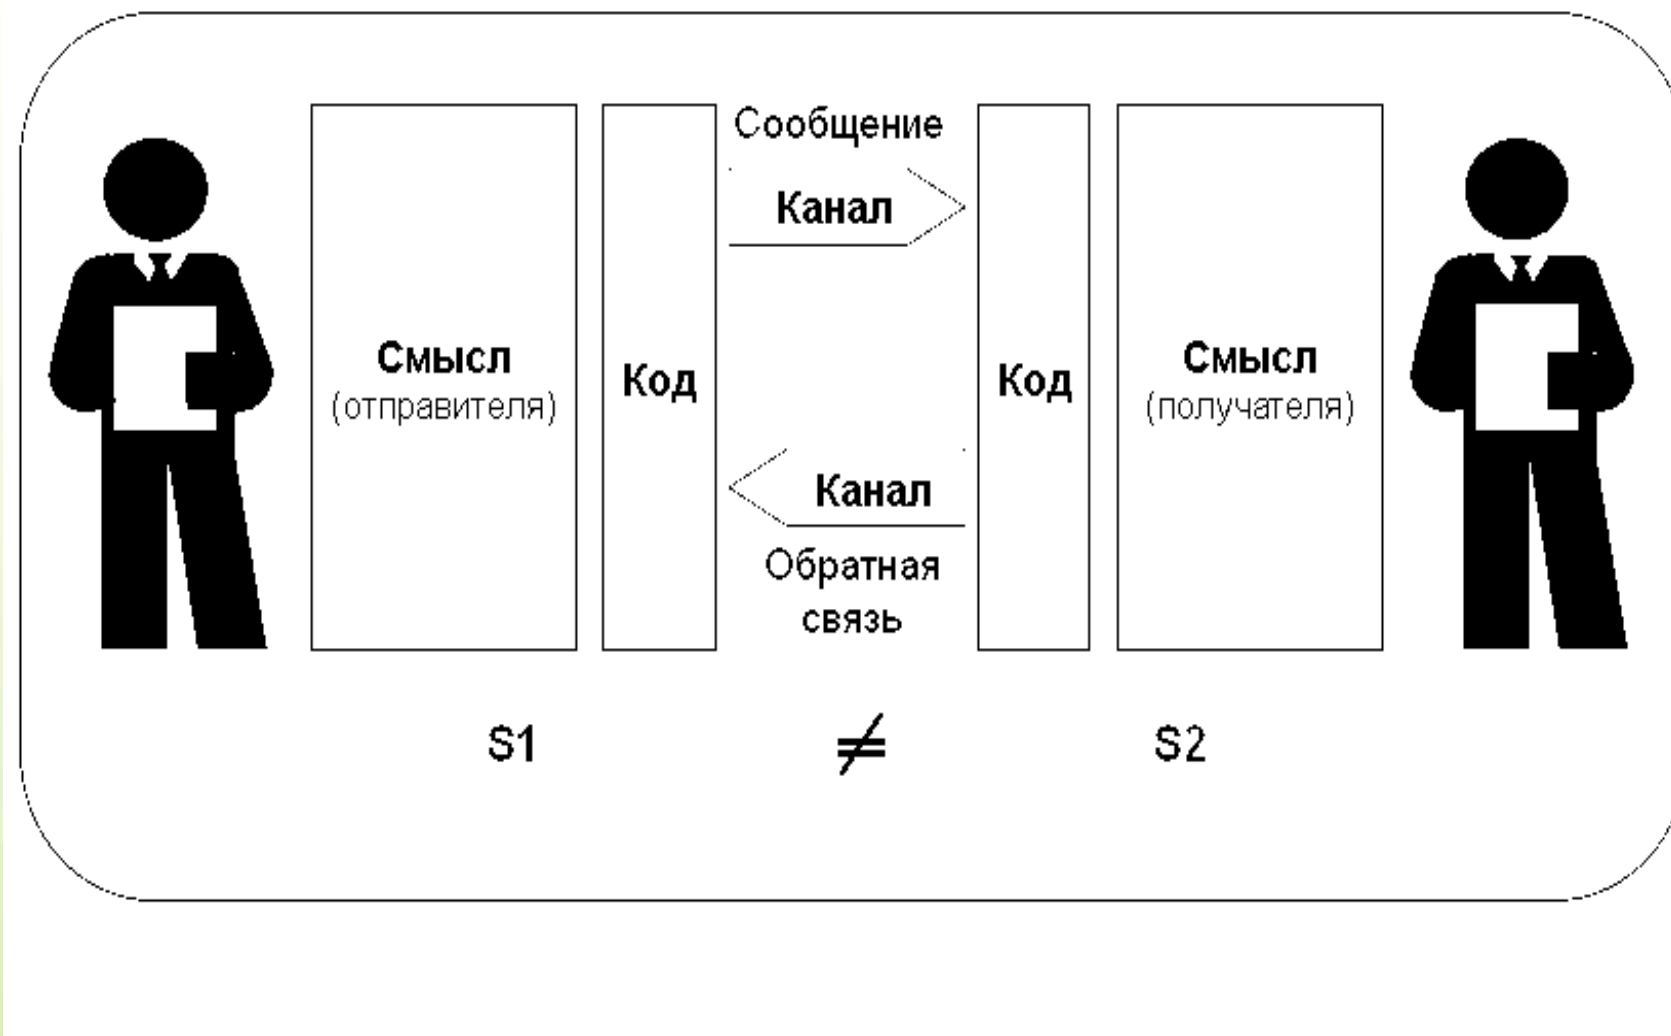 Сообщение
Канал
Смысл
(отправителя)
Код
Код
Смысл
(получателя)
Канал
Обратная
связь
S1 ≠ S2